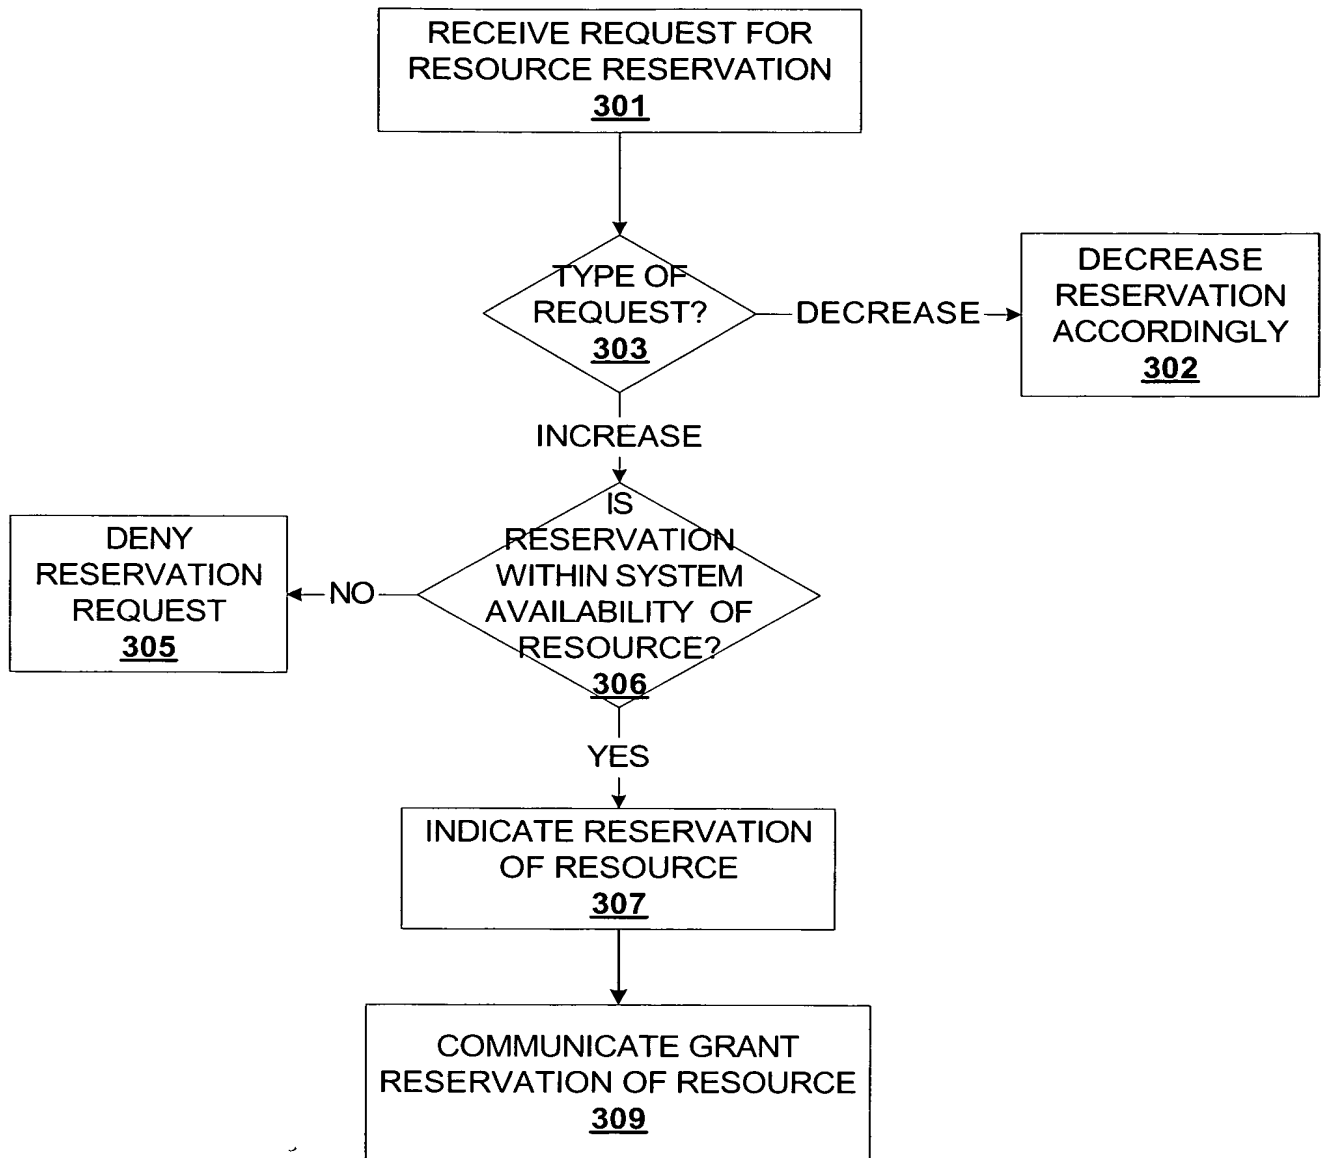 RECEIVE REQUEST FOR
RESOURCE RESERVATION
301
TYPE OF
REQUEST?
303
DECREASE
DECREASE
RESERVATION
ACCORDINGLY
302
INCREASE
IS
RESERVATION
WITHIN SYSTEM
AVAILABILITY OF
RESOURCE?
306
NO
DENY
RESERVATION
REQUEST
305
YES
INDICATE RESERVATION
OF RESOURCE
307
COMMUNICATE GRANT
RESERVATION OF RESOURCE
309